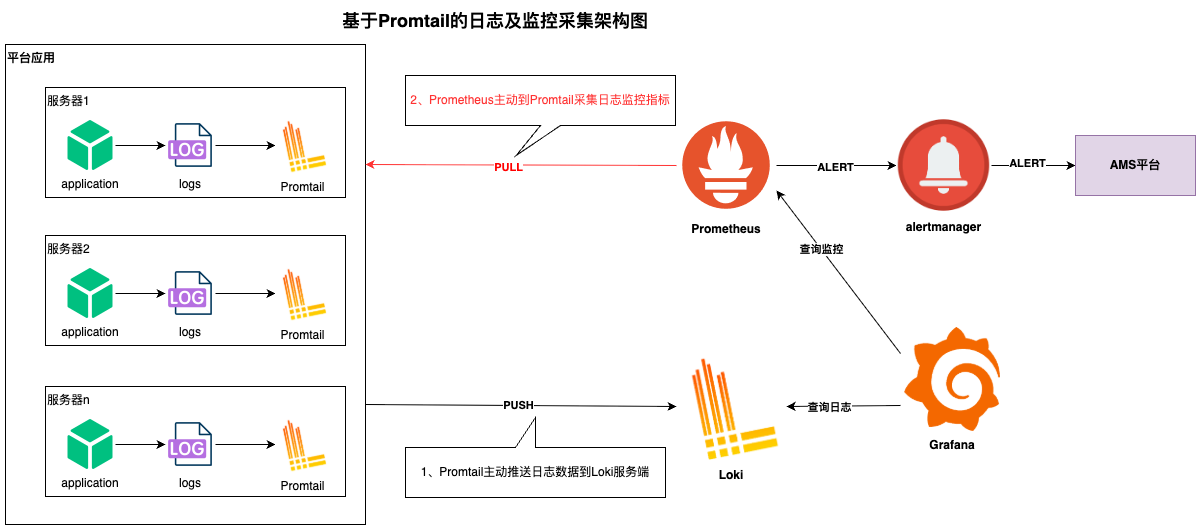 基于Promtail的日志及监控采集架构图
平台应用
服务器1
LOG
application
logs
Promtail
服务器2
LOG
application
logs
Promtail
服务器n
LOG
application
logs
Promtail
2、Prometheus主动到Promtail采集日志监控指标
PULL
Prometheus
ALERT
alertmanager
ALERT
AMS平台
查询监控
PUSH
1、Promtail主动推送日志数据到Loki服务端
Loki
查询日志
Grafana